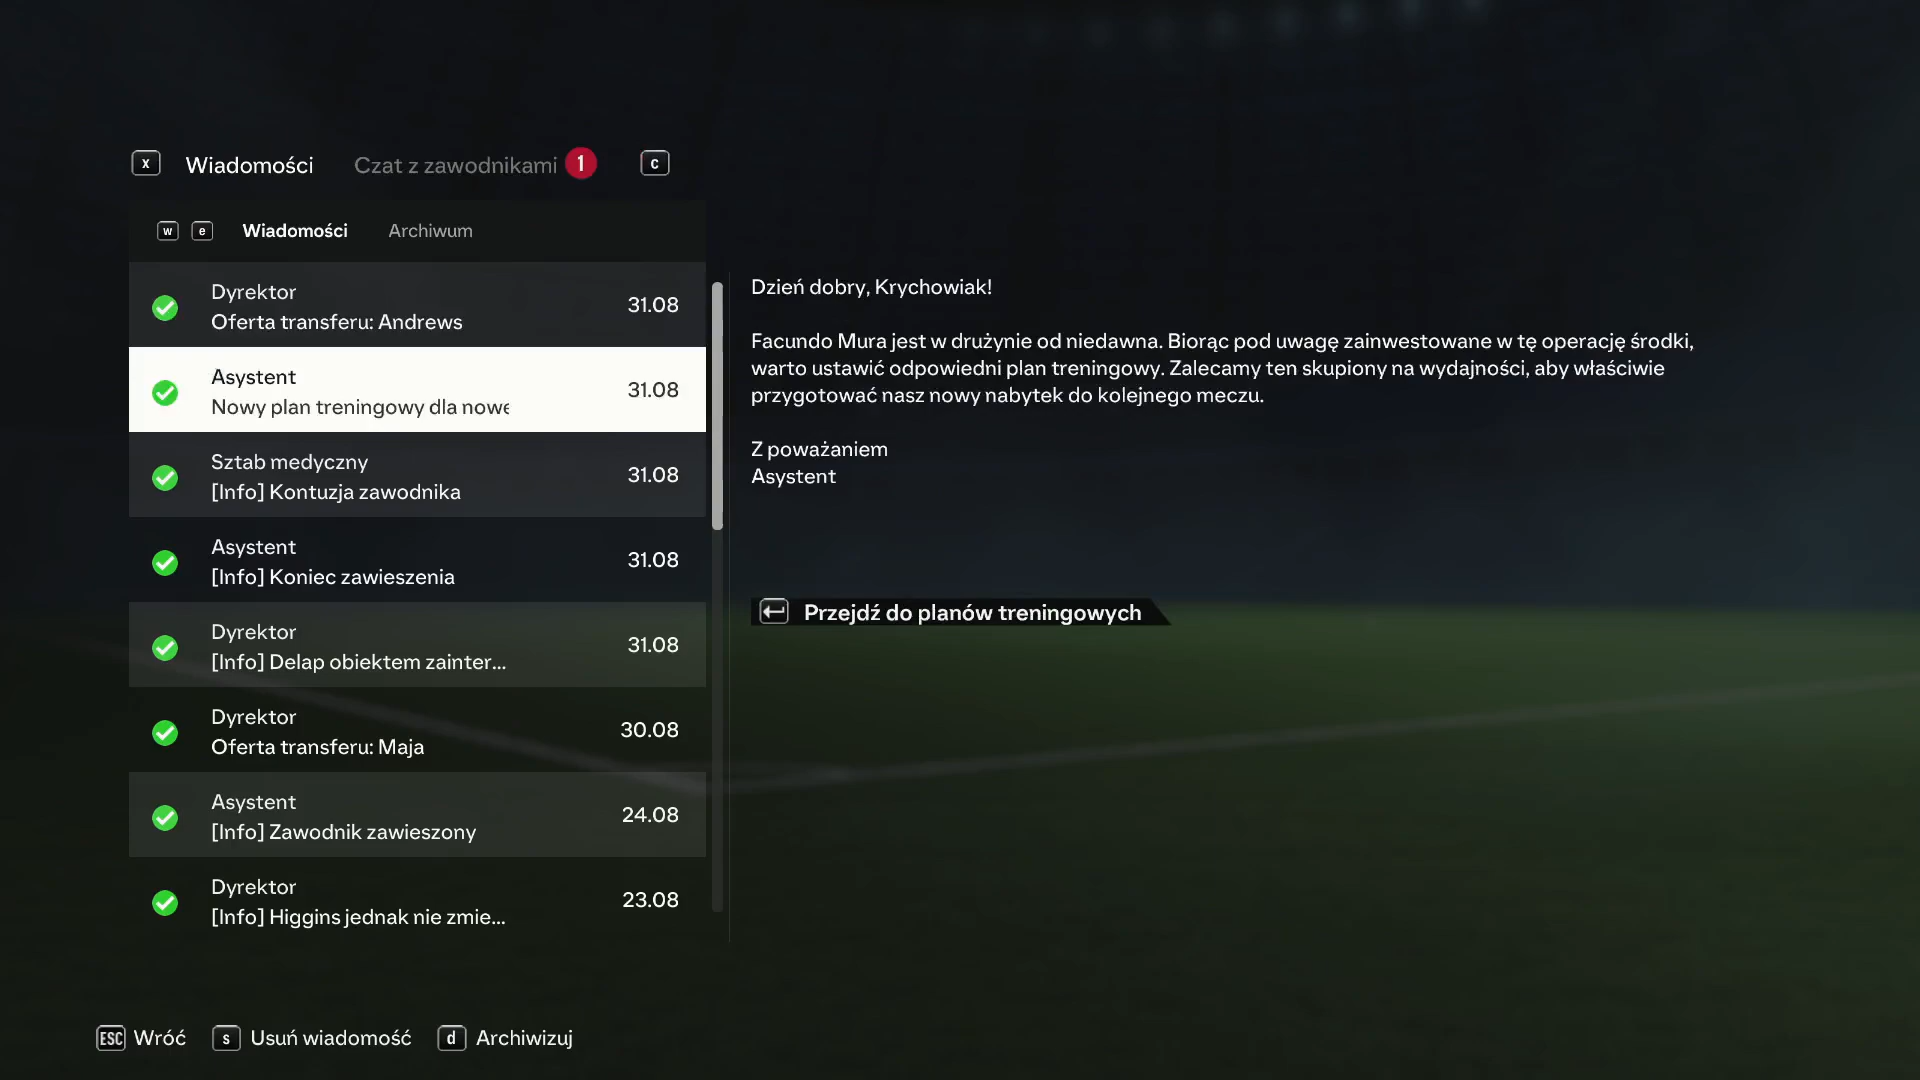 x Wiadomości Czat z zawodnikami 1 c
w e Wiadomości Archiwum
Dyrektor
Oferta transferu: Andrews
31.08
Asystent
Nowy plan treningowy dla nowe
31.08
Sztab medyczny
[Info] Kontuzja zawodnika
31.08
Asystent
[Info] Koniec zawieszenia
31.08
Dyrektor
[Info] Delap obiektem zainter...
31.08
Dyrektor
Oferta transferu: Maja
30.08
Asystent
[Info] Zawodnik zawieszony
24.08
Dyrektor
[Info] Higgins jednak nie zmie...
23.08
Dzień dobry, Krychowiak!
Facundo Mura jest w drużynie od niedawna. Biorąc pod uwagę zainwestowane w tę operację środki,
warto ustawić odpowiedni plan treningowy. Zalecamy ten skupiony na wydajności, aby właściwie
przygotować nasz nowy nabytek do kolejnego meczu.
Z poważaniem
Asystent
Przejdź do planów treningowych
ESC Wróć s Usuń wiadomość d Archiwizuj